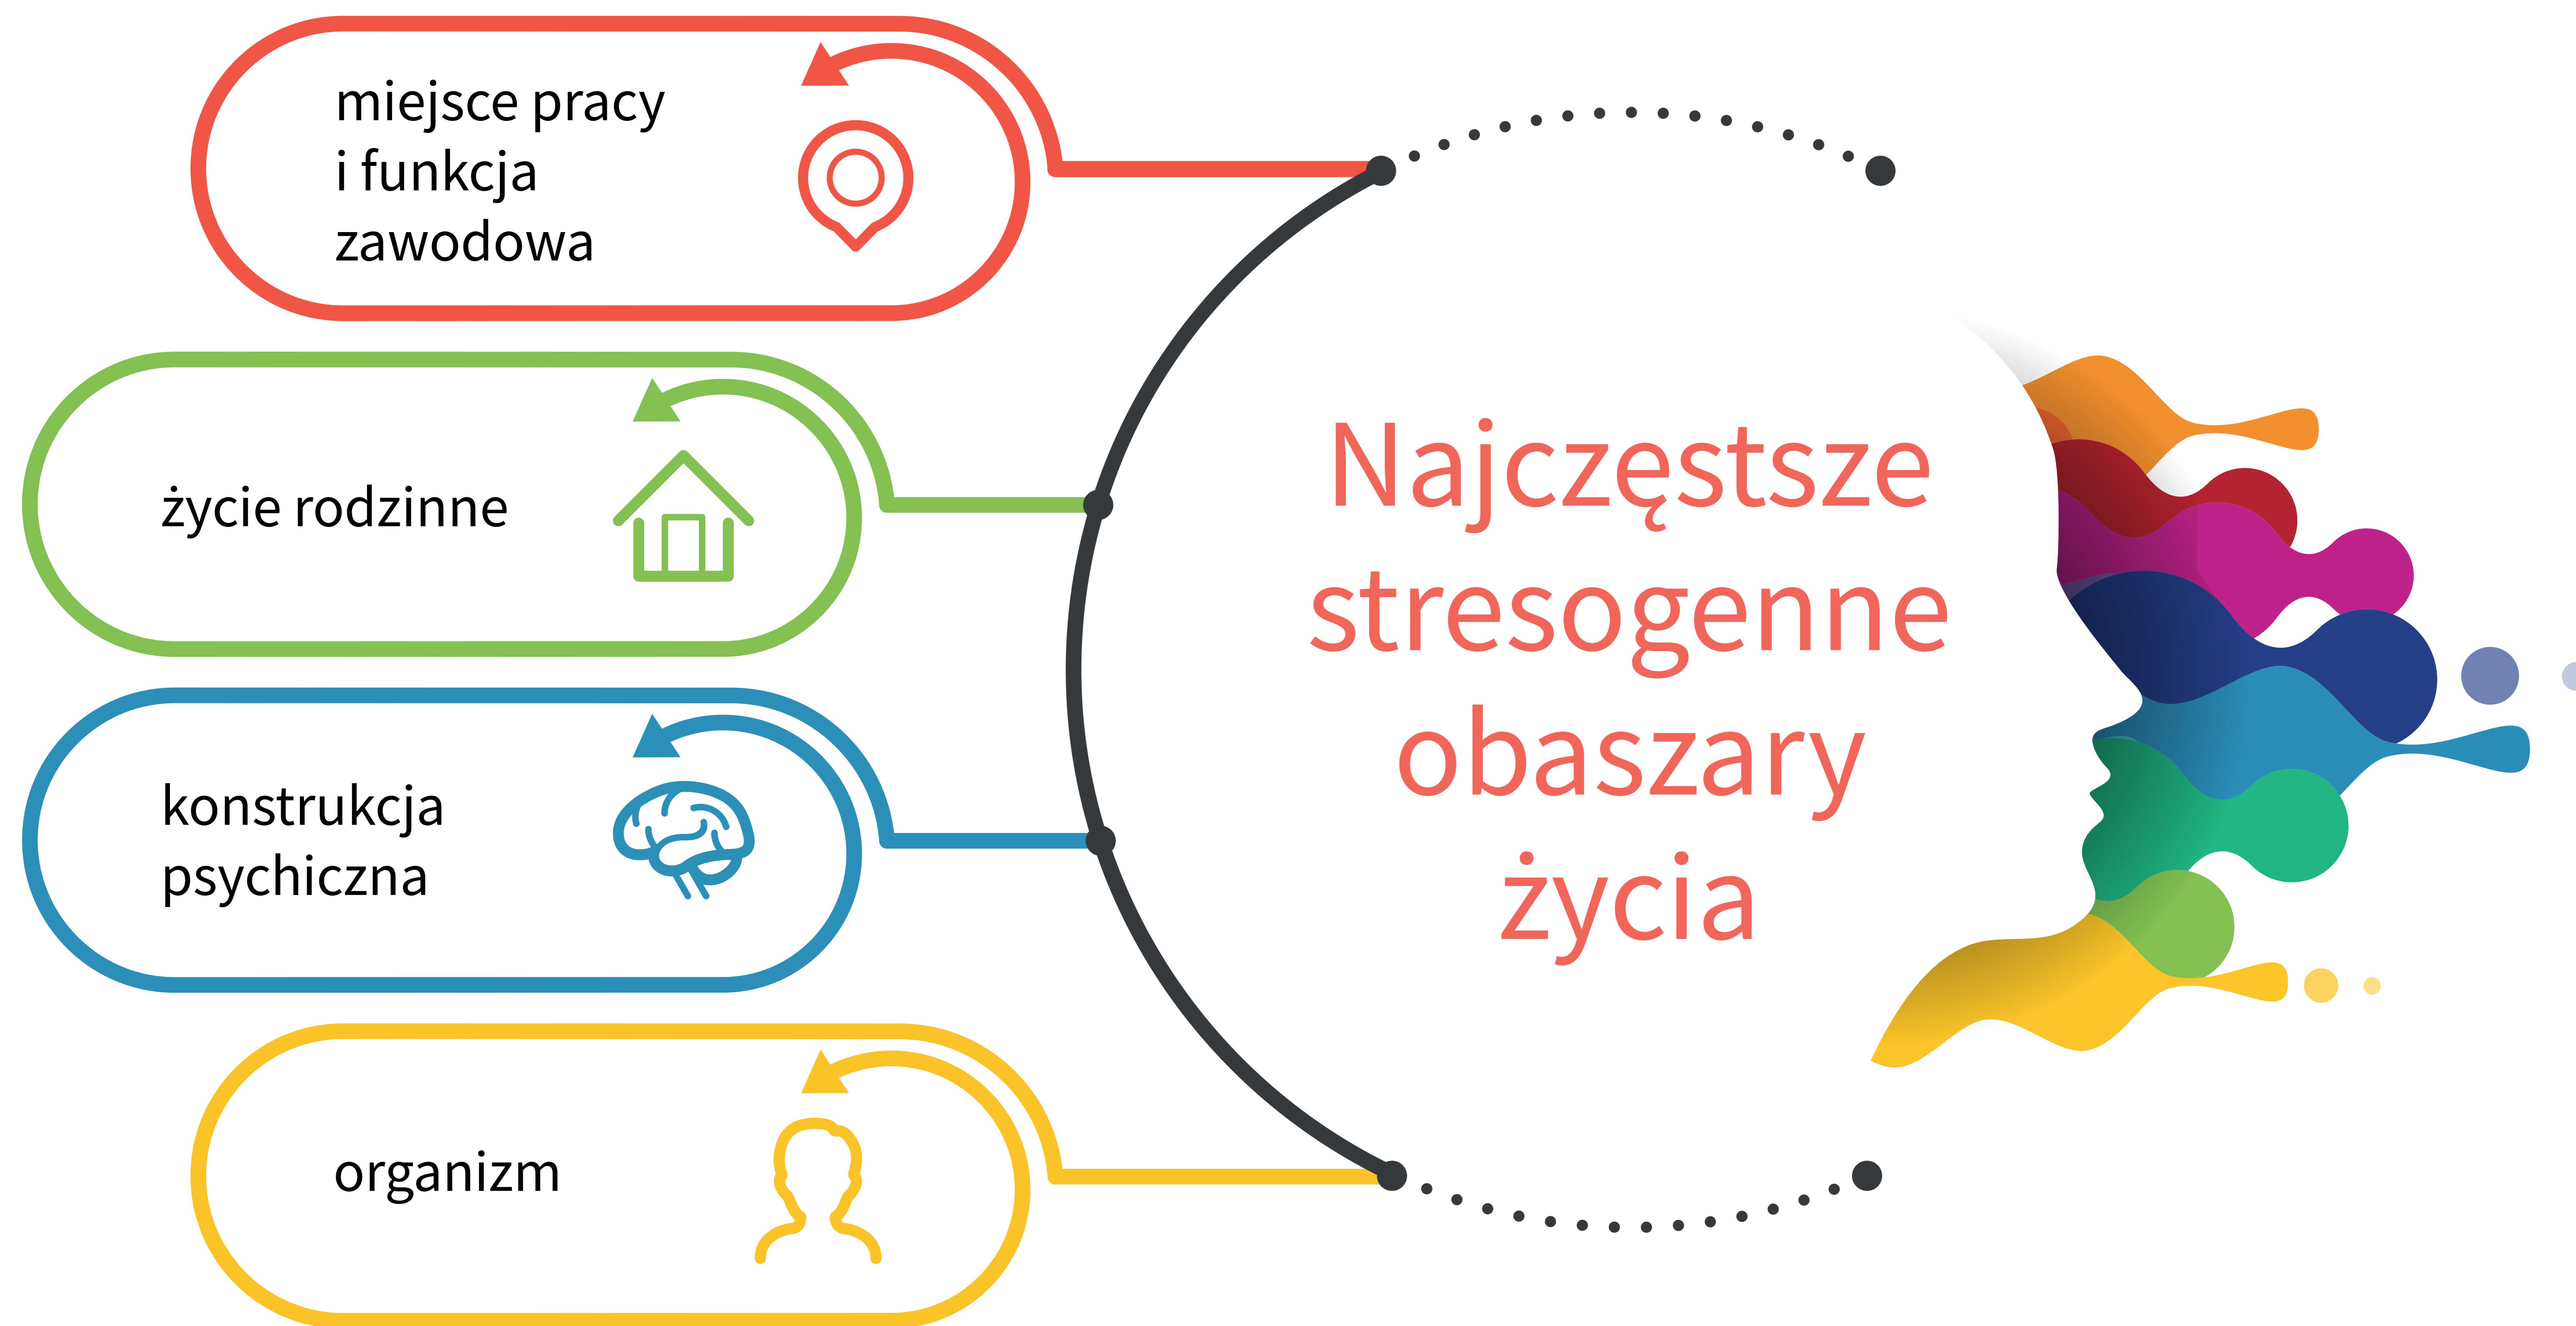 miejsce pracy
i funkcja
zawodowa
życie rodzinne
konstrukcja
psychiczna
organizm
Najczęstsze
stresogenne
obaszary
życia